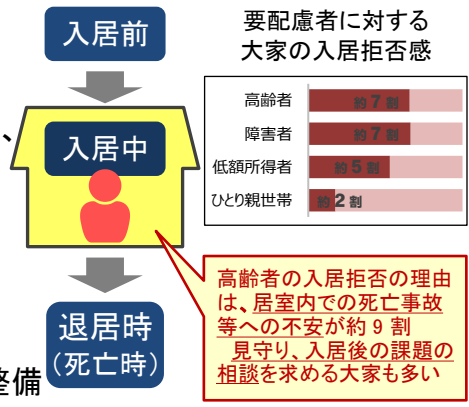 入居前
、
入居中
退居時
(死亡時)
整備
要配慮者に対する
大家の入居拒否感
高齢者 約7割
障害者 約7割
低額所得者 約5割
ひとり親世帯 約2割
高齢者の入居拒否の理由
は、居室内での死亡事故
等への不安が約9割
見守り、入居後の課題の
相談を求める大家も多い